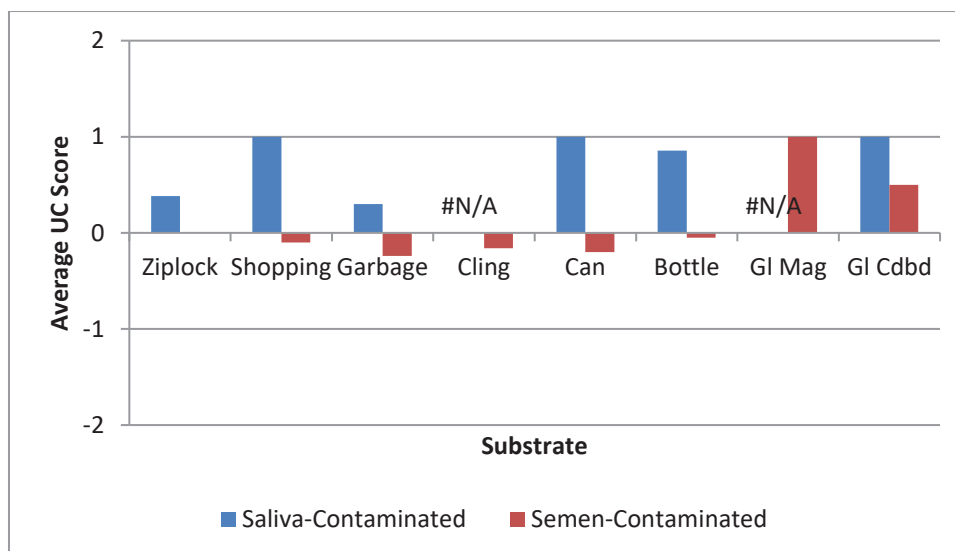 2
1
#N/A #N/A
0
Ziplock Shopping Garbage Cling Can Bottle Gl Mag Gl Cdbd
-1
-2
Average UC Score
Substrate
Saliva-Contaminated Semen-Contaminated